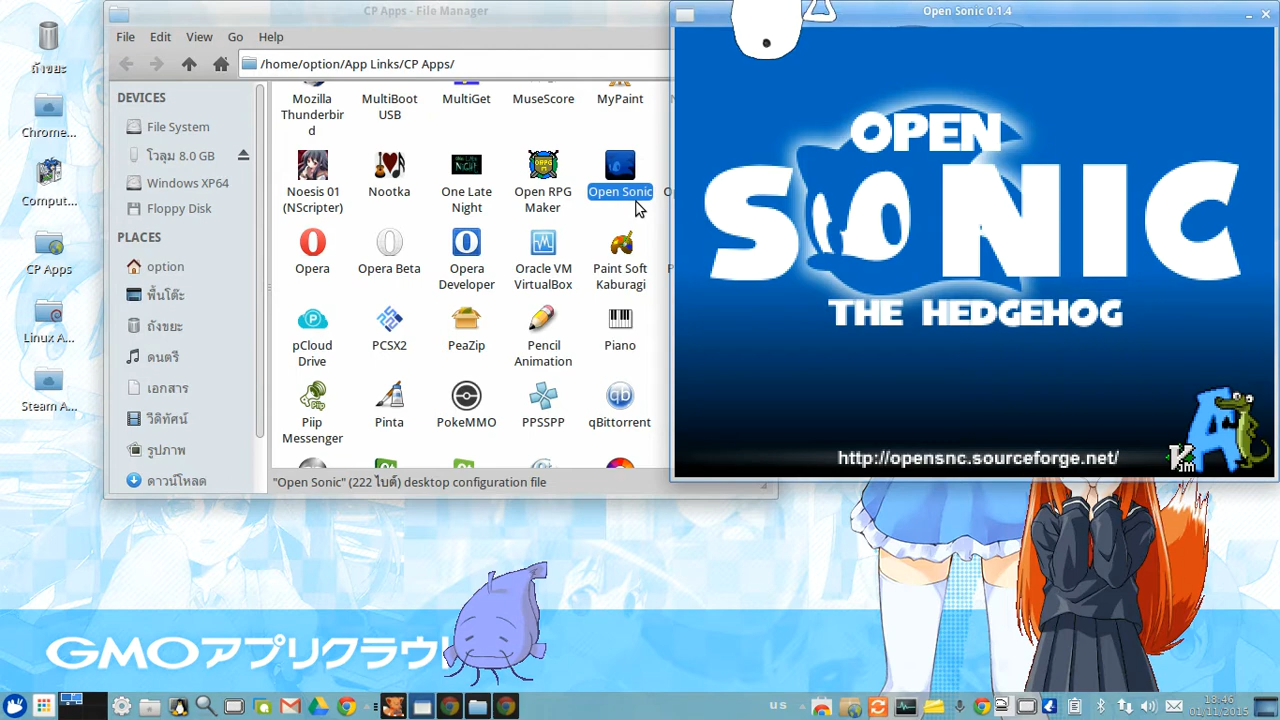 ถังขยะ
Chrome...
Comput...
CP Apps
Linux A...
Steam A...
CP Apps - File Manager
File Edit View Go Help
/home/option/App Links/CP Apps/
DEVICES
File System
โวลุม 8.0 GB
Windows XP64
Floppy Disk
PLACES
option
พื้นโต๊ะ
ถังขยะ
ดนตรี
เอกสาร
วีดิทัศน์
รูปภาพ
ดาวน์โหลด
Mozilla Thunderbir d
MultiBoot USB
MultiGet
MuseScore
MyPaint
Noesis 01 (NScripter)
Nootka
One Late Night
Open RPG Maker
Open Sonic
Opera
Opera Beta
Opera Developer
Oracle VM VirtualBox
Paint Soft Kaburagi
pCloud Drive
PCSX2
PeaZip
Pencil Animation
Piano
Piip Messenger
Pinta
PokeMMO
PPSSPP
qBittorrent
"Open Sonic" (222 ไบต์) desktop configuration file
Open Sonic 0.1.4
OPEN
SONIC
THE HEDGEHOG
http://opensnc.sourceforge.net/
GMOアプリクラウ
us
18.46
01/11/2015